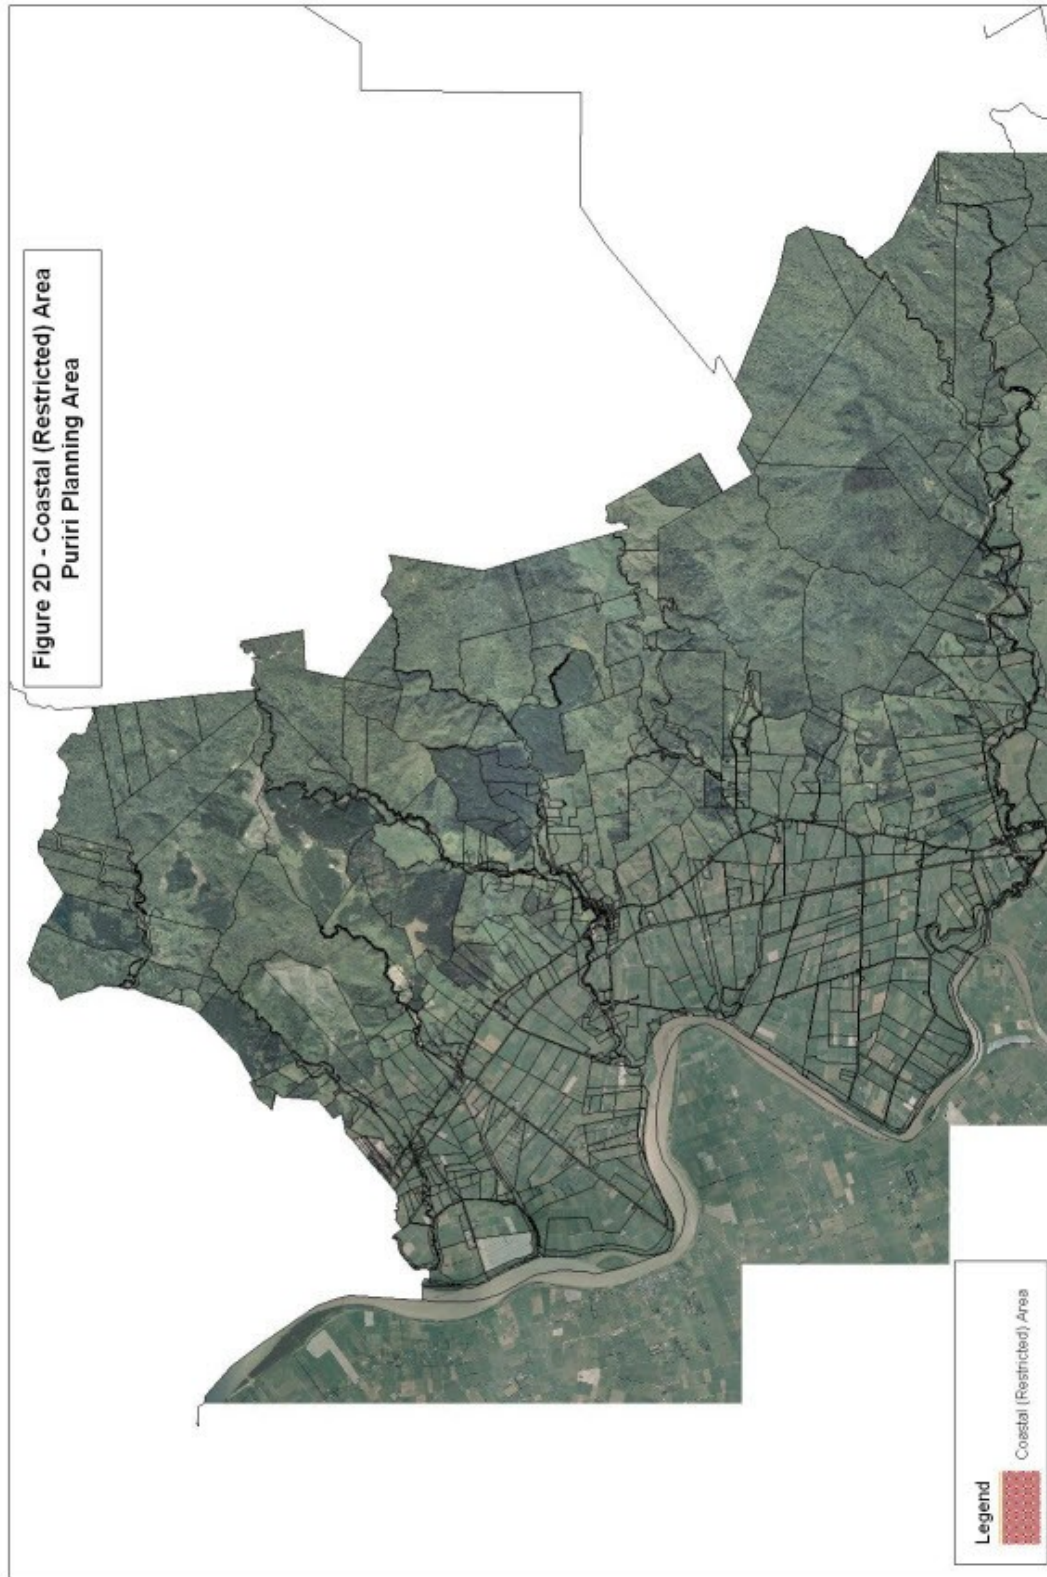 Figure 2D - Coastal (Restricted) Area
Puriri Planning Area
Legend
Coastal (Restricted) Area